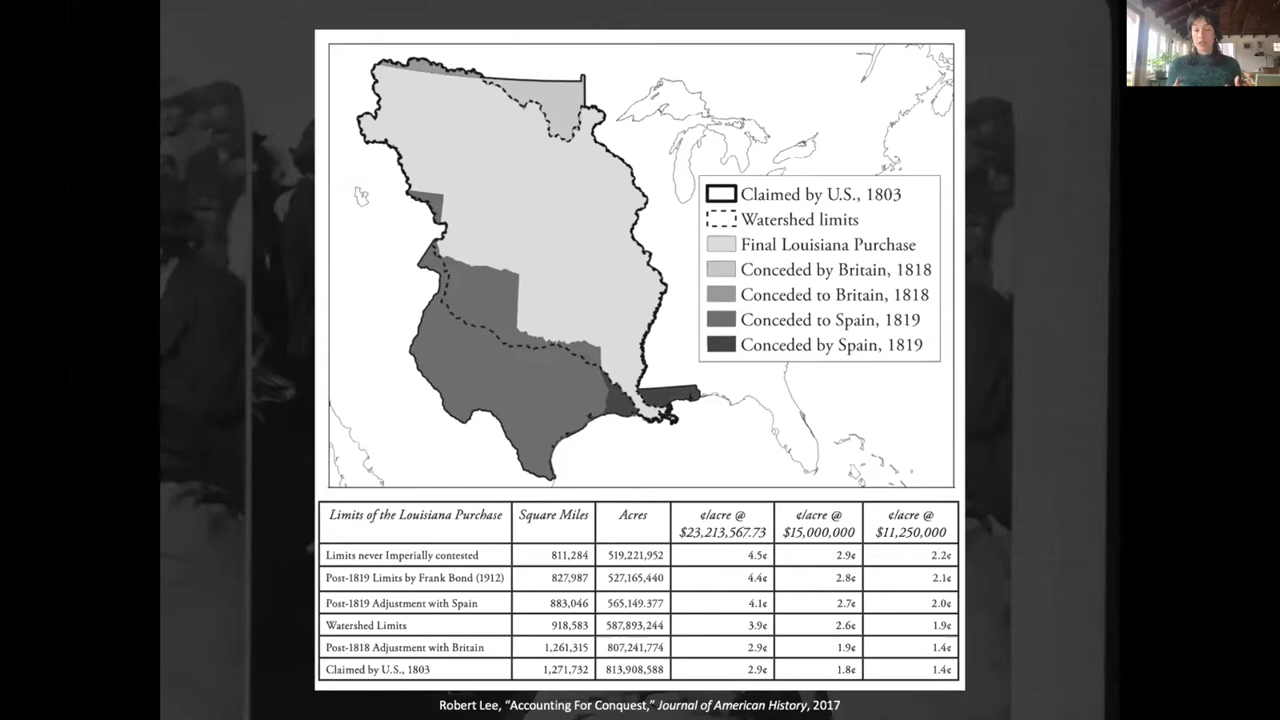 Claimed by U.S., 1803
Watershed limits
Final Louisiana Purchase
Conceded by Britain, 1818
Conceded to Britain, 1818
Conceded to Spain, 1819
Conceded by Spain, 1819
Limits of the Louisiana Purchase Square Miles Acres ¢/acre @ $23,213,567.73 ¢/acre @ $15,000,000 ¢/acre @ $11,250,000
Limits never Imperially contested 811,284 519,221,952 4.5¢ 2.9¢ 2.2¢
Post-1819 Limits by Frank Bond (1912) 827,987 527,165,440 4.4¢ 2.8¢ 2.1¢
Post-1819 Adjustment with Spain 883,046 565,149.377 4.1¢ 2.7¢ 2.0¢
Watershed Limits 918,583 587,893,244 3.9¢ 2.6¢ 1.9¢
Post-1818 Adjustment with Britain 1,261,315 807,241,774 2.9¢ 1.9¢ 1.4¢
Claimed by U.S., 1803 1,271,732 813,908,588 2.9¢ 1.8¢ 1.4¢
Robert Lee, “Accounting For Conquest,” Journal of American History, 2017